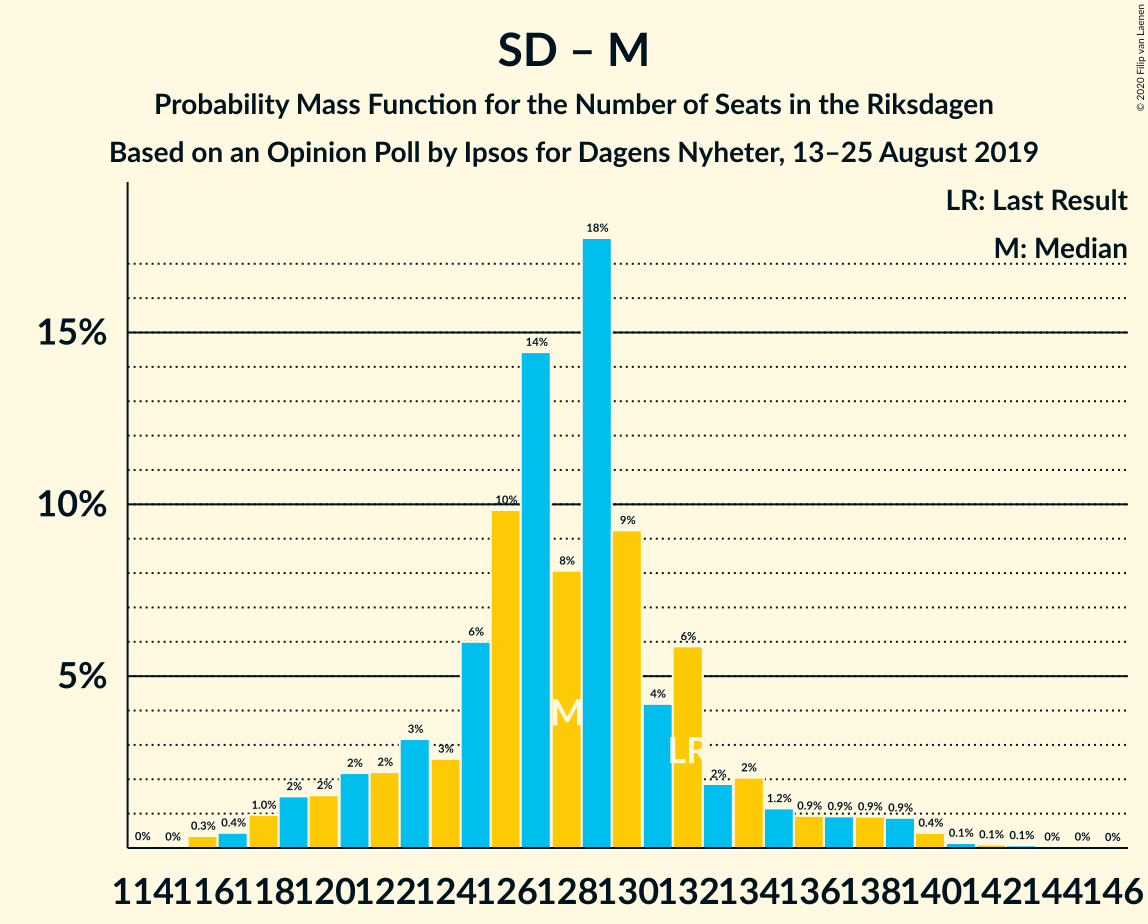 SD – M
Probability Mass Function for the Number of Seats in the Riksdagen
Based on an Opinion Poll by Ipsos for Dagens Nyheter, 13–25 August 2019
© 2020 Filip van Laenen
LR: Last Result
M: Median
15%
10%
5%
0% 0% 0.3% 0.4% 1.0% 2% 2% 2% 2% 3% 3% 6% 10% 14% 8% 18% 9% 4% 6% 2% 2% 1.2% 0.9% 0.9% 0.9% 0.9% 0.4% 0.1% 0.1% 0.1% 0% 0% 0%
M
LR
114 116 118 120 122 124 126 128 130 132 134 136 138 140 142 144 146